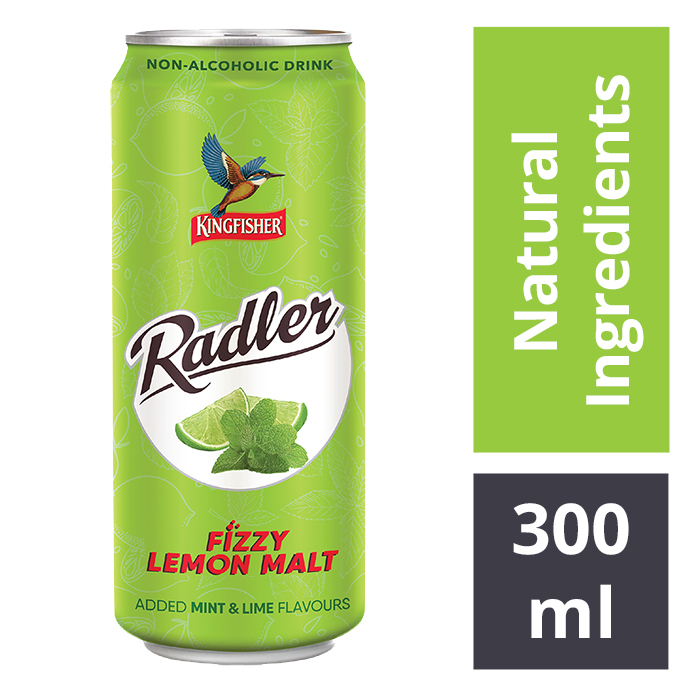 NON-ALCOHOLIC DRINK
KINGFISHER
Radler
FIZZY
LEMON MALT
ADDED MINT & LIME FLAVOURS
Natural
Ingredients
300
ml